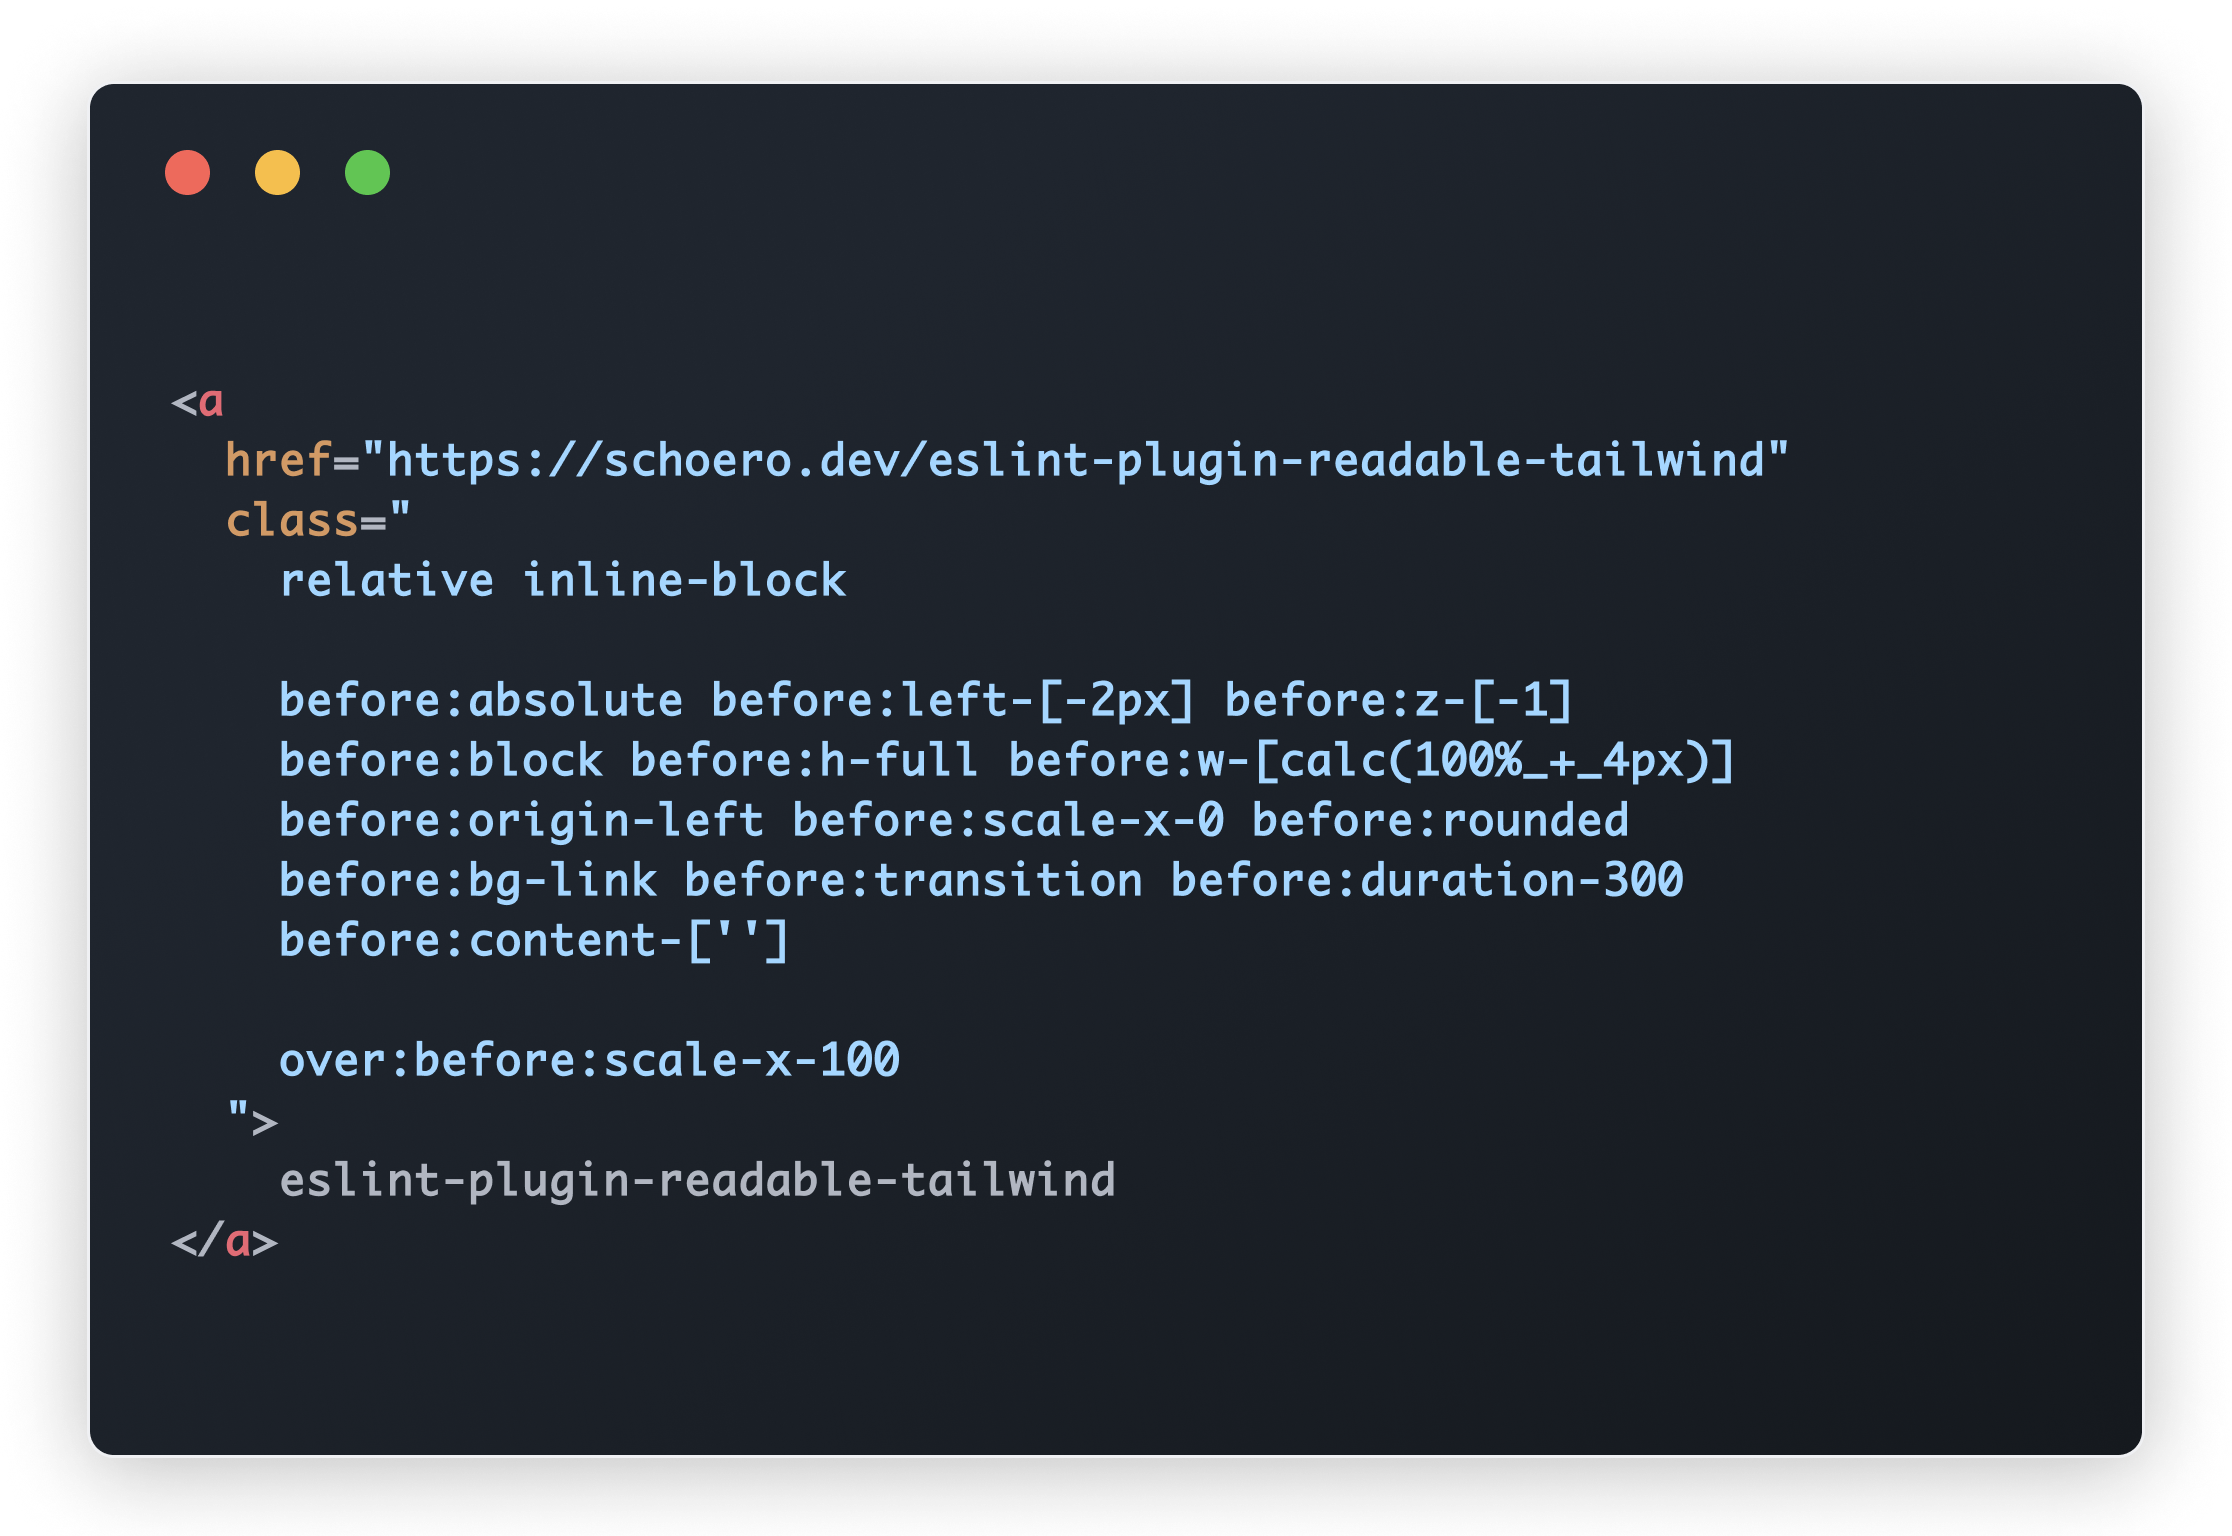 <a
  href="https://schoero.dev/eslint-plugin-readable-tailwind"
  class="
    relative inline-block

    before:absolute before:left-[-2px] before:z-[-1]
    before:block before:h-full before:w-[calc(100%_+_4px)]
    before:origin-left before:scale-x-0 before:rounded
    before:bg-link before:transition before:duration-300
    before:content-['']

    over:before:scale-x-100
  ">
    eslint-plugin-readable-tailwind
</a>